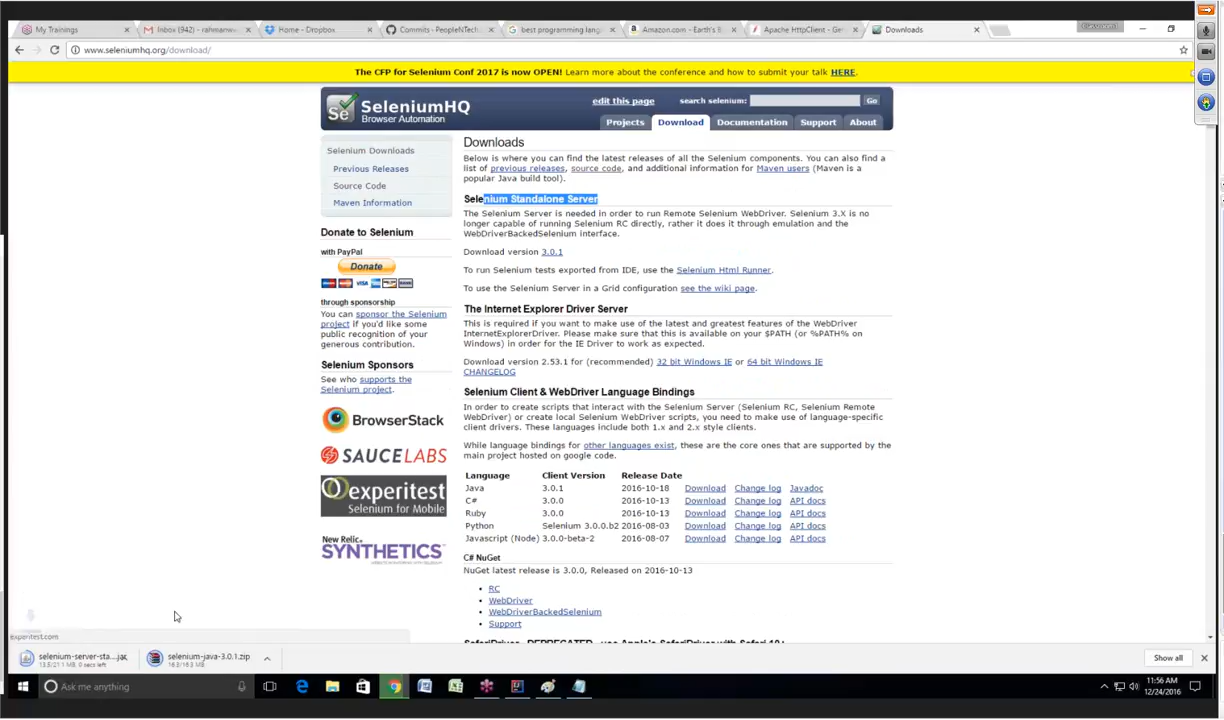 My Trainings
Inbox (942) - rahmanw
Home - Dropbox
Commits - PeopleNTech
best programming lang
Amazon.com - Earth's B
Apache HttpClient - Ge
Downloads
www.seleniumhq.org/download/
The CFP for Selenium Conf 2017 is now OPEN! Learn more about the conference and how to submit your talk HERE.
Se
SeleniumHQ
Browser Automation
edit this page
search selenium:
Go
Projects
Download
Documentation
Support
About
Selenium Downloads
Previous Releases
Source Code
Maven Information
Donate to Selenium
with PayPal
Donate
VISA
through sponsorship
You can sponsor the Selenium
project if you'd like some
public recognition of your
generous contribution.
Selenium Sponsors
See who supports the
Selenium project.
BrowserStack
SAUCELABS
experitest
Selenium for Mobile
New Relic.
SYNTHETICS
Downloads
Below is where you can find the latest releases of all the Selenium components. You can also find a
list of previous releases, source code, and additional information for Maven users (Maven is a
popular Java build tool).
Selenium Standalone Server
The Selenium Server is needed in order to run Remote Selenium WebDriver. Selenium 3.X is no
longer capable of running Selenium RC directly, rather it does it through emulation and the
WebDriverBackedSelenium interface.
Download version 3.0.1
To run Selenium tests exported from IDE, use the Selenium Html Runner.
To use the Selenium Server in a Grid configuration see the wiki page.
The Internet Explorer Driver Server
This is required if you want to make use of the latest and greatest features of the WebDriver
InternetExplorerDriver. Please make sure that this is available on your $PATH (or %PATH% on
Windows) in order for the IE Driver to work as expected.
Download version 2.53.1 for (recommended) 32 bit Windows IE or 64 bit Windows IE
CHANGELOG
Selenium Client & WebDriver Language Bindings
In order to create scripts that interact with the Selenium Server (Selenium RC, Selenium Remote
WebDriver) or create local Selenium WebDriver scripts, you need to make use of language-specific
client drivers. These languages include both 1.x and 2.x style clients.
While language bindings for other languages exist, these are the core ones that are supported by the
main project hosted on google code.
Language Client Version Release Date
Java 3.0.1 2016-10-18 Download Change log Javadoc
C# 3.0.0 2016-10-13 Download Change log API docs
Ruby 3.0.0 2016-10-13 Download Change log API docs
Python Selenium 3.0.0.b2 2016-08-03 Download Change log API docs
Javascript (Node) 3.0.0-beta-2 2016-08-07 Download Change log API docs
C# NuGet
NuGet latest release is 3.0.0, Released on 2016-10-13
RC
WebDriver
WebDriverBackedSelenium
Support
experitest.com
selenium-server-sta....jar
13.5/21.1 MB, 0 secs left
selenium-java-3.0.1.zip
16.3/16.3 MB
Show all
Ask me anything
11:56 AM
12/24/2016